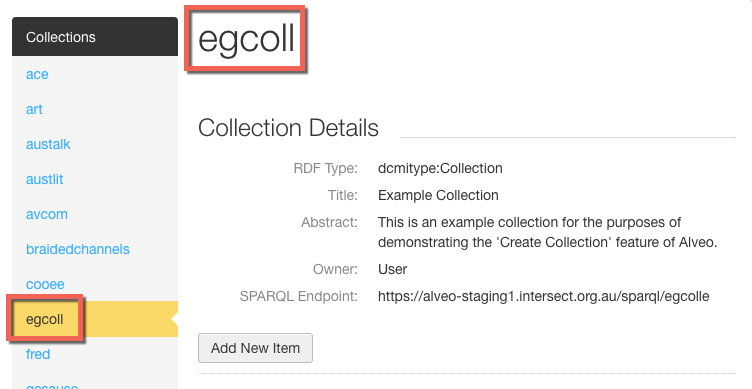 Collections
ace
art
austalk
austlit
avcom
braidedchannels
cooee
egcoll
fred
egcoll
Collection Details
RDF Type: dcmitype:Collection
Title: Example Collection
Abstract: This is an example collection for the purposes of
demonstrating the 'Create Collection' feature of Alveo.
Owner: User
SPARQL Endpoint: https://alveo-staging1.intersect.org.au/sparql/egcolle
Add New Item